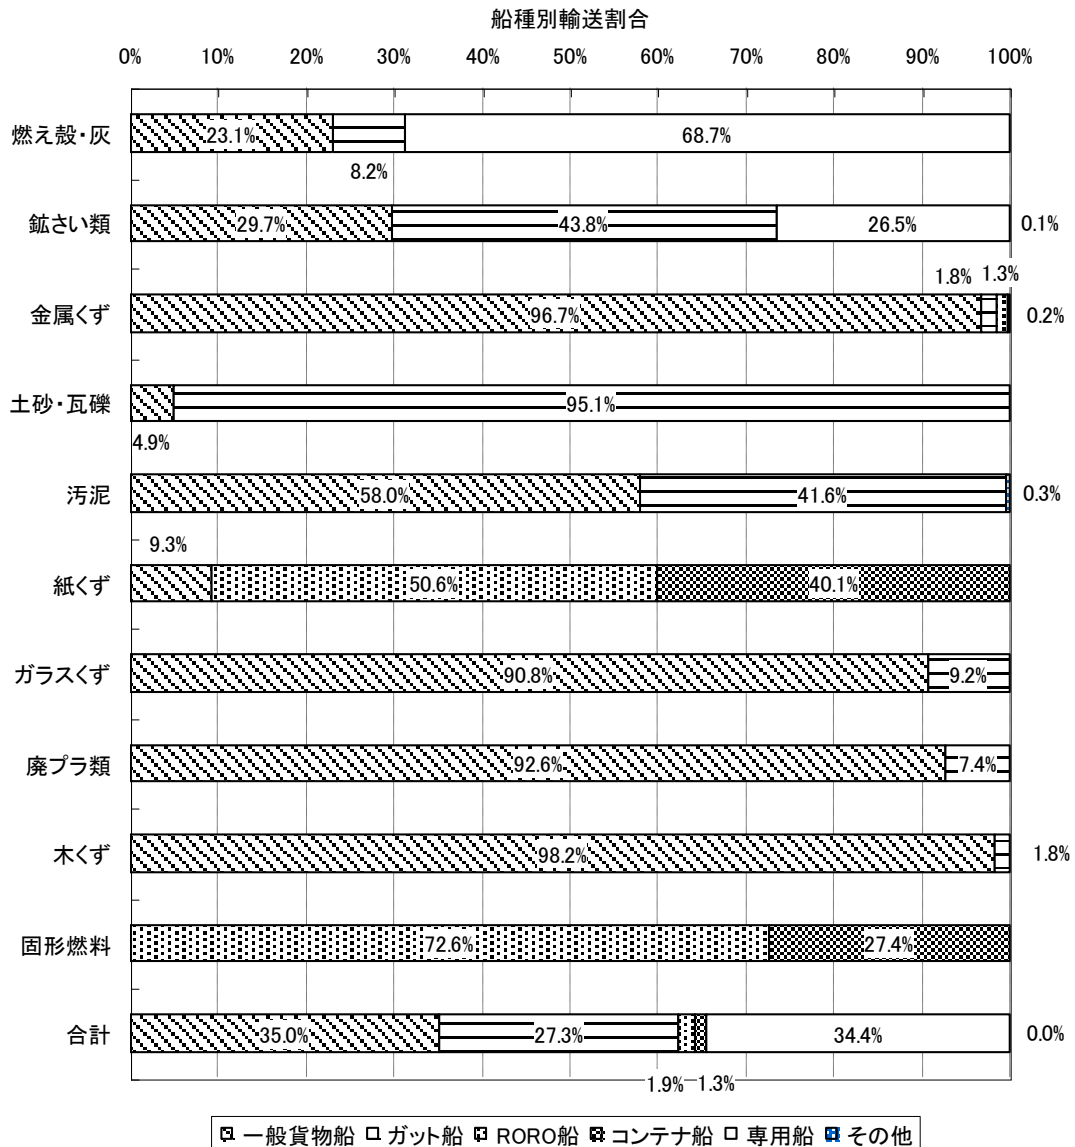 船種別輸送割合
0% 10% 20% 30% 40% 50% 60% 70% 80% 90% 100%
燃え殻・灰 23.1% 68.7%
8.2%
鉱さい類 29.7% 43.8% 26.5% 0.1%
1.8% 1.3%
金属くず 96.7% 0.2%
土砂・瓦礫 95.1%
4.9%
汚泥 58.0% 41.6% 0.3%
9.3%
紙くず 50.6% 40.1%
ガラスくず 90.8% 9.2%
廃プラ類 92.6% 7.4%
木くず 98.2% 1.8%
固形燃料 72.6% 27.4%
合計 35.0% 27.3% 34.4% 0.0%
1.9% 1.3%
一般貨物船 ガット船 RORO船 コンテナ船 専用船 その他